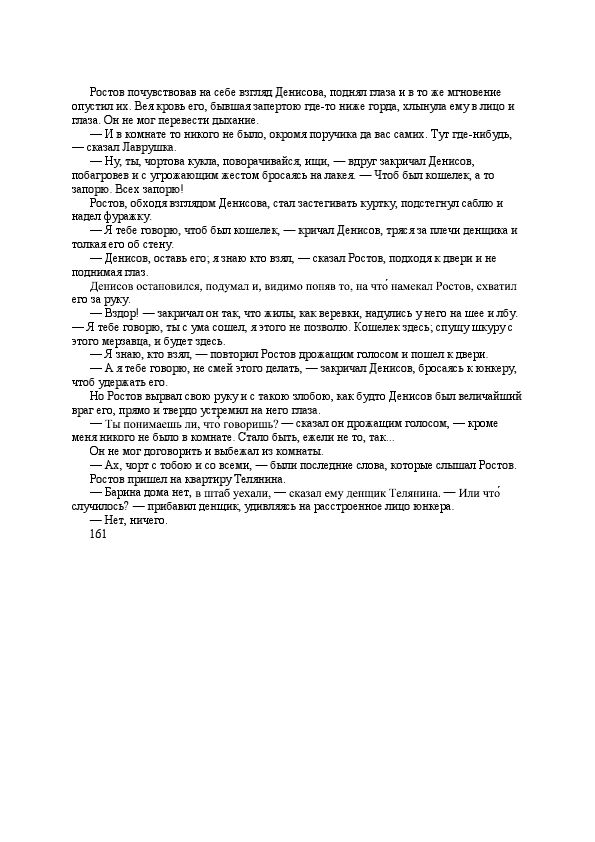 Ростов почувствовав на себе взгляд Денисова, поднял глаза и в то же мгновение
опустил их. Вея кровь его, бывшая запертою где-то ниже горда, хлынула ему в лицо и
глаза. Он не мог перевести дыхание.
— И в комнате то никого не было, окромя поручика да вас самих. Тут где-нибудь,
— сказал Лаврушка.
— Ну, ты, чортова кукла, поворачивайся, ищи, — вдруг закричал Денисов,
побагровев и с угрожающим жестом бросаясь на лакея. — Чтоб был кошелек, а то
запорю. Всех запорю!
Ростов, обходя взглядом Денисова, стал застегивать куртку, подстегнул саблю и
надел фуражку.
— Я тебе говорю, чтоб был кошелек, — кричал Денисов, тряся за плечи денщика и
толкая его об стену.
— Денисов, оставь его; я знаю кто взял, — сказал Ростов, подходя к двери и не
поднимая глаз.
Денисов остановился, подумал и, видимо поняв то, на что́ намекал Ростов, схватил
его за руку.
— Вздор! — закричал он так, что жилы, как веревки, надулись у него на шее и лбу.
— Я тебе говорю, ты с ума сошел, я этого не позволю. Кошелек здесь; спущу шкуру с
этого мерзавца, и будет здесь.
— Я знаю, кто взял, — повторил Ростов дрожащим голосом и пошел к двери.
— А я тебе говорю, не смей этого делать, — закричал Денисов, бросаясь к юнкеру,
чтоб удержать его.
Но Ростов вырвал свою руку и с такою злобою, как будто Денисов был величайший
враг его, прямо и твердо устремил на него глаза.
— Ты понимаешь ли, что̀ говоришь? — сказал он дрожащим голосом, — кроме
меня никого не было в комнате. Стало быть, ежели не то, так...
Он не мог договорить и выбежал из комнаты.
— Ах, чорт с тобою и со всеми, — были последние слова, которые слышал Ростов.
Ростов пришел на квартиру Телянина.
— Барина дома нет, в штаб уехали, — сказал ему денщик Телянина. — Или что́
случилось? — прибавил денщик, удивляясь на расстроенное лицо юнкера.
— Нет, ничего.
161